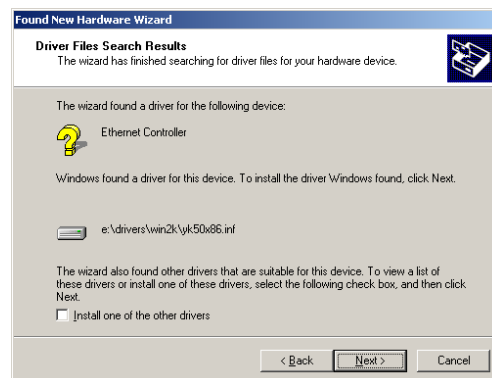 Found New Hardware Wizard
Driver Files Search Results
The wizard has finished searching for driver files for your hardware device.
The wizard found a driver for the following device:
Ethernet Controller
Windows found a driver for this device. To install the driver Windows found, click Next.
e:\drivers\win2k\yk50x86.inf
The wizard also found other drivers that are suitable for this device. To view a list of
these drivers or install one of these drivers, select the following check box, and then click
Next.
Install one of the other drivers
< Back Next > Cancel